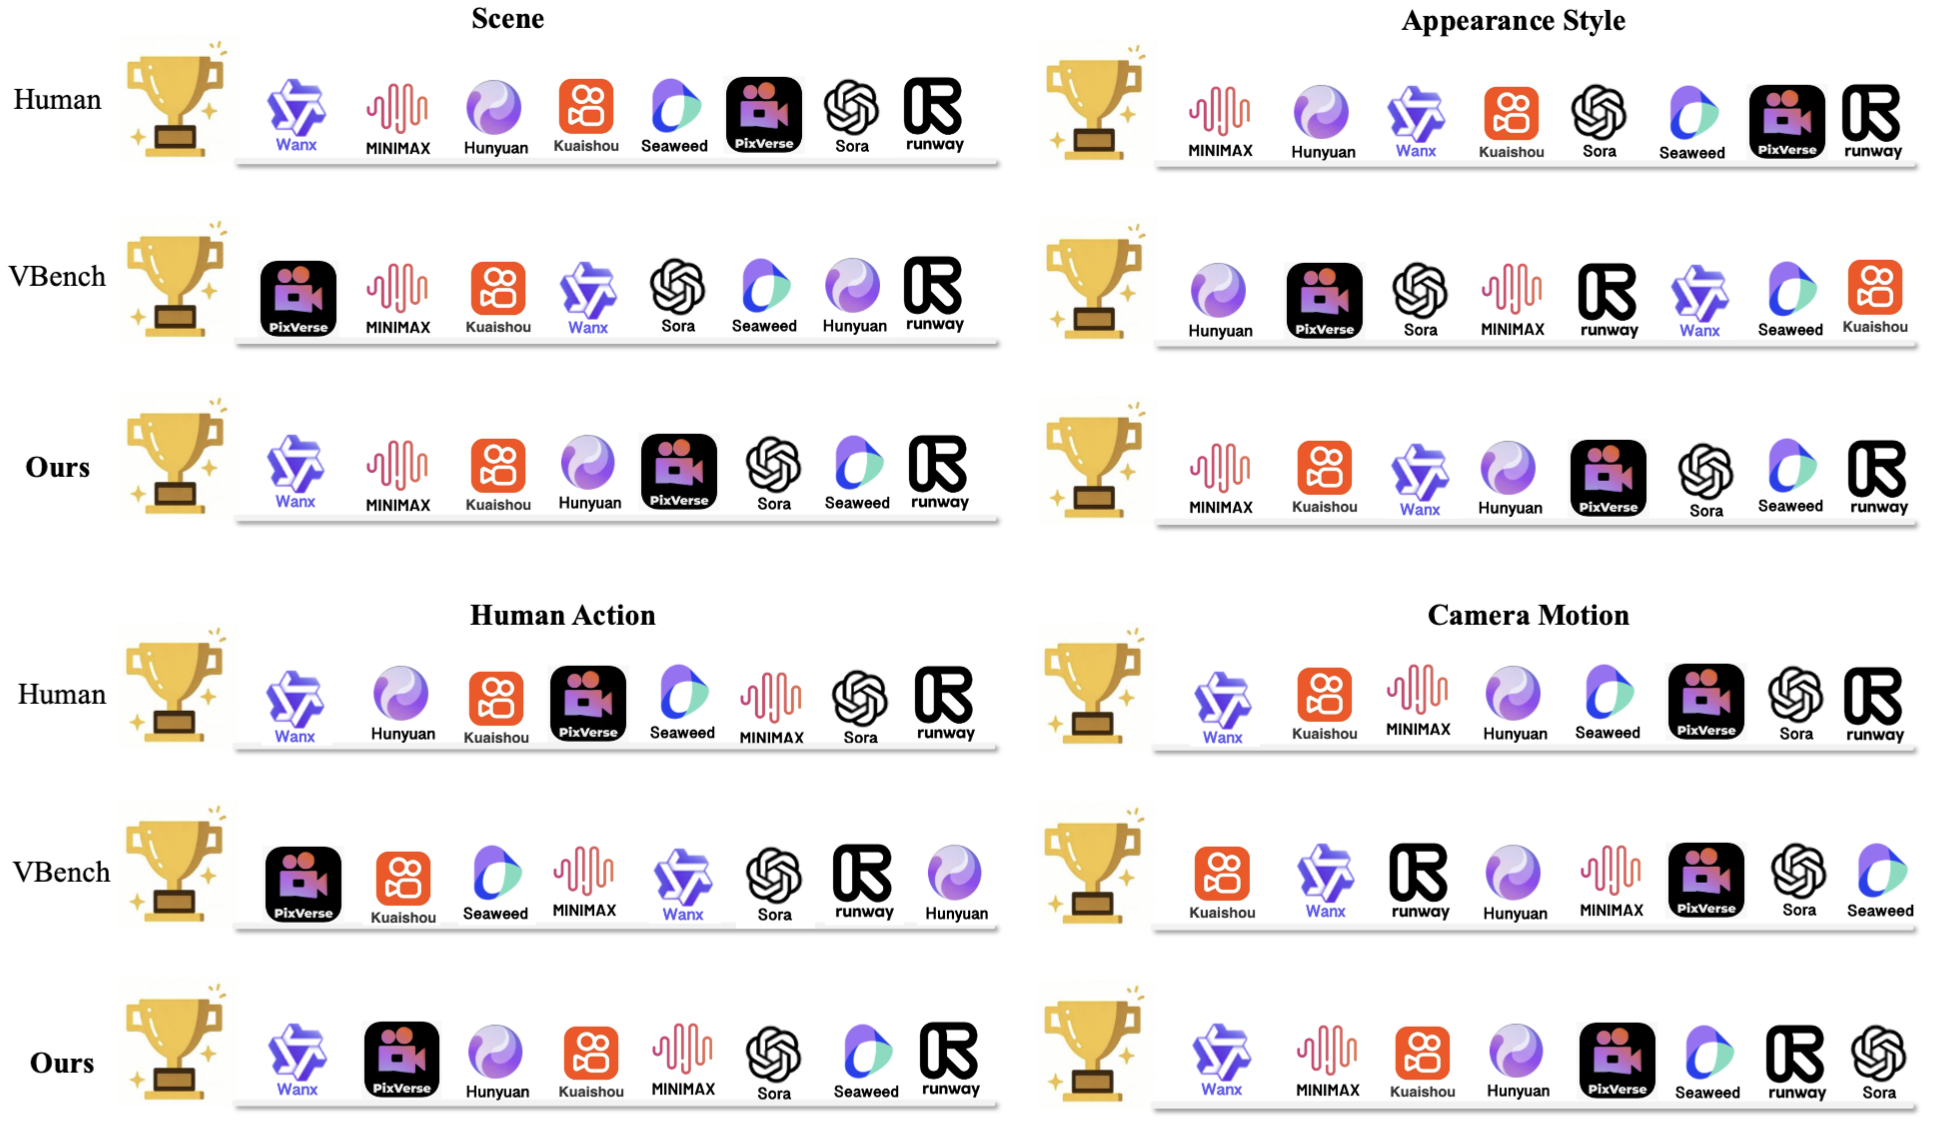 Scene
Human
Wanx MINIMAX Hunyuan Kuaishou Seaweed PixVerse Sora runway
VBench
PixVerse MINIMAX Kuaishou Wanx Sora Seaweed Hunyuan runway
Ours
Wanx MINIMAX Kuaishou Hunyuan PixVerse Sora Seaweed runway
Appearance Style
MINIMAX Hunyuan Wanx Kuaishou Sora Seaweed PixVerse runway
Hunyuan PixVerse Sora MINIMAX runway Wanx Seaweed Kuaishou
MINIMAX Kuaishou Wanx Hunyuan PixVerse Sora Seaweed runway
Human Action
Human
Wanx Hunyuan Kuaishou PixVerse Seaweed MINIMAX Sora runway
VBench
PixVerse Kuaishou Seaweed MINIMAX Wanx Sora runway Hunyuan
Ours
Wanx PixVerse Hunyuan Kuaishou MINIMAX Sora Seaweed runway
Camera Motion
Wanx Kuaishou MINIMAX Hunyuan Seaweed PixVerse Sora runway
Kuaishou Wanx runway Hunyuan MINIMAX PixVerse Sora Seaweed
Wanx MINIMAX Kuaishou Hunyuan PixVerse Seaweed runway Sora